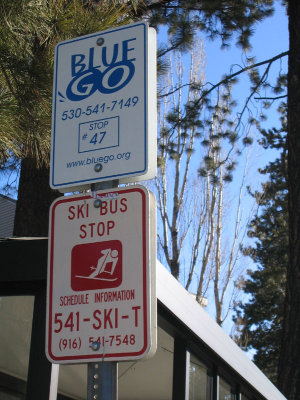 BLUE
GO
530-541-7149
STOP
# 47
www.bluego.org
SKI BUS
STOP
SCHEDULE INFORMATION
541-SKI-T
(916) 541-7548